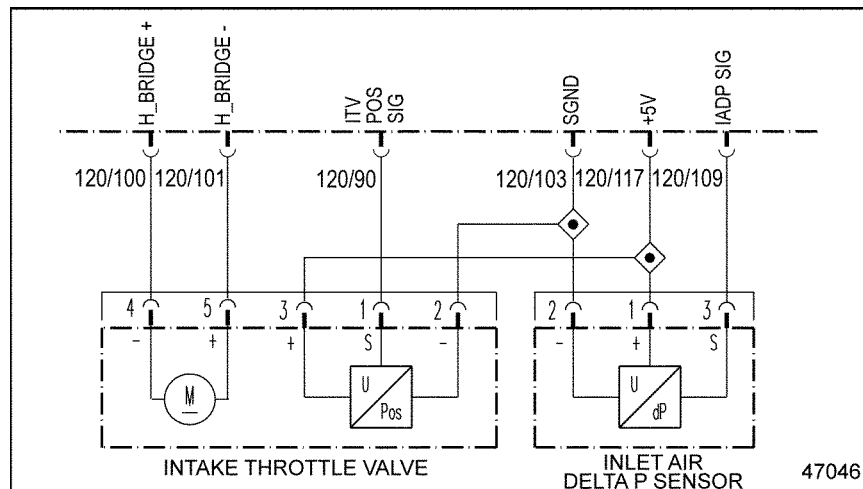 H_BRIDGE +
H_BRIDGE -
ITV
POS
SIG
SGND
+5V
IADP SIG
120/100
120/101
120/90
120/103
120/117
120/109
4
5
3
1
2
2
1
3
-
+
+
S
-
-
+
S
M
U
Pos
U
dP
INTAKE THROTTLE VALVE
INLET AIR
DELTA P SENSOR
47046